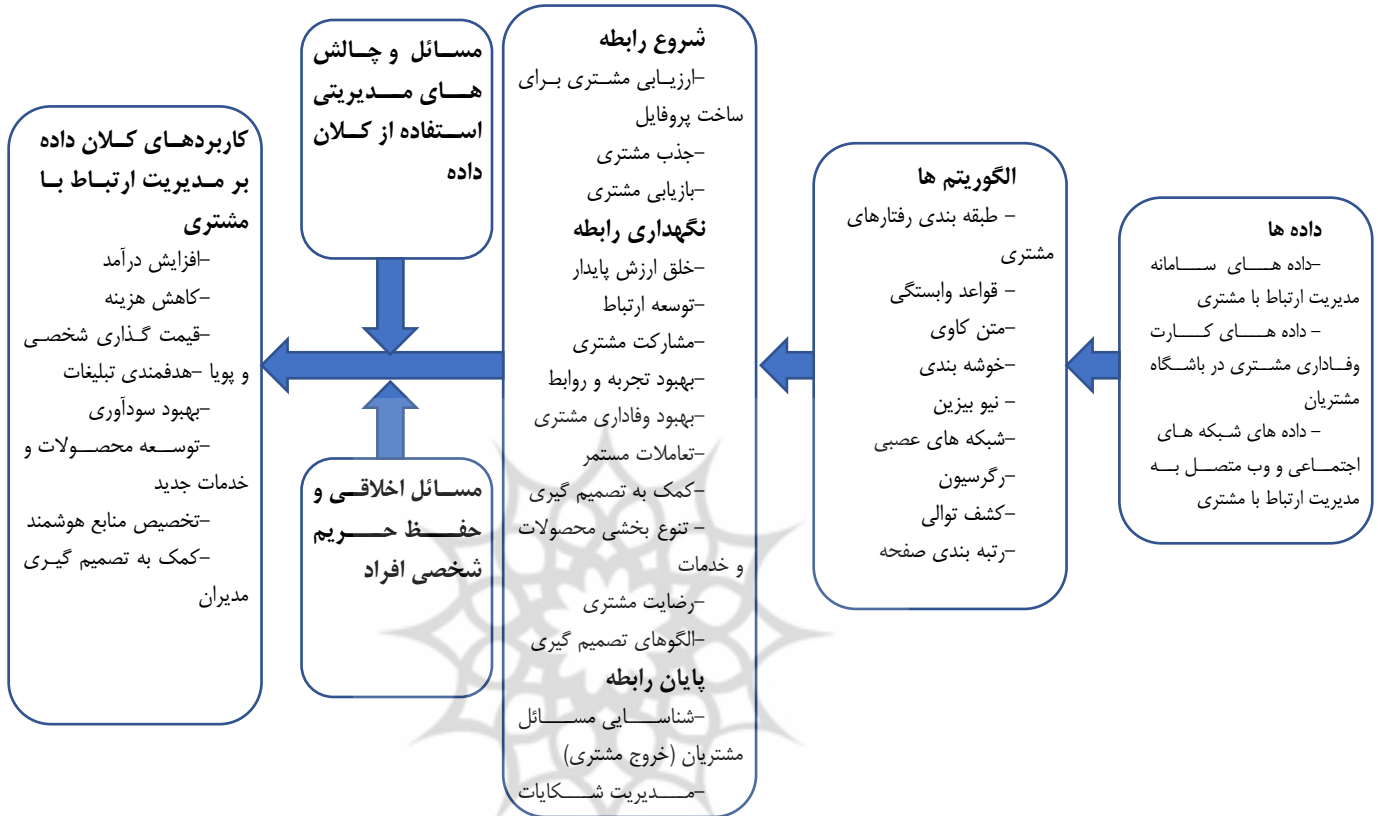 داده ها
-داده های سامانه
مدیریت ارتباط با مشتری
- داده های کارت
وفاداری مشتری در باشگاه
مشتریان
- داده های شبکه های
اجتماعی و وب متصل به
مدیریت ارتباط با مشتری
الگوریتم ها
- طبقه بندی رفتارهای
مشتری
- قواعد وابستگی
-متن کاوی
-خوشه بندی
- نیو بیزین
-شبکه های عصبی
-رگرسیون
-کشف توالی
-رتبه بندی صفحه
شروع رابطه
-ارزیابی مشتری برای
ساخت پروفایل
-جذب مشتری
-بازیابی مشتری
نگهداری رابطه
-خلق ارزش پایدار
-توسعه ارتباط
-مشارکت مشتری
-بهبود تجربه و روابط
-بهبود وفاداری مشتری
-تعاملات مستمر
-کمک به تصمیم گیری
- تنوع بخشی محصولات
و خدمات
-رضایت مشتری
-الگوهای تصمیم گیری
پایان رابطه
-شناسایی مسائل
مشتریان (خروج مشتری)
-مدیریت شکایات
مسائل و چالش
های مدیریتی
استفاده از کلان
داده
مسائل اخلاقی و
حفظ حریم
شخصی افراد
کاربردهای کلان داده
بر مدیریت ارتباط با
مشتری
-افزایش درآمد
-کاهش هزینه
-قیمت گذاری شخصی
و پویا -هدفمندی تبلیغات
-بهبود سودآوری
-توسعه محصولات و
خدمات جدید
-تخصیص منابع هوشمند
-کمک به تصمیم گیری
مدیران